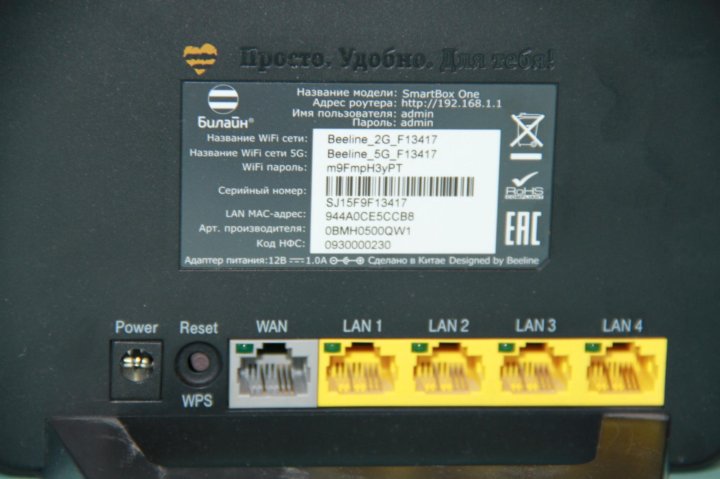 Просто. Удобно. Для тебя!
Билайн®
Название модели: SmartBox One
Адрес роутера: http://192.168.1.1
Имя пользователя: admin
Пароль: admin
Название WiFi сети: Beeline_2G_F13417
Название WiFi сети 5G: Beeline_5G_F13417
WiFi пароль: m9FmpH3yPT
Серийный номер:
SJ15F9F13417
LAN MAC-адрес: 944A0CE5CCB8
Арт. производителя: 0BMH0500QW1
Код НФС: 0930000230
RoHS
COMPLIANT
EAC
Адаптер питания:12В 1.0А Сделано в Китае Designed by Beeline
Power Reset WAN LAN 1 LAN 2 LAN 3 LAN 4
WPS